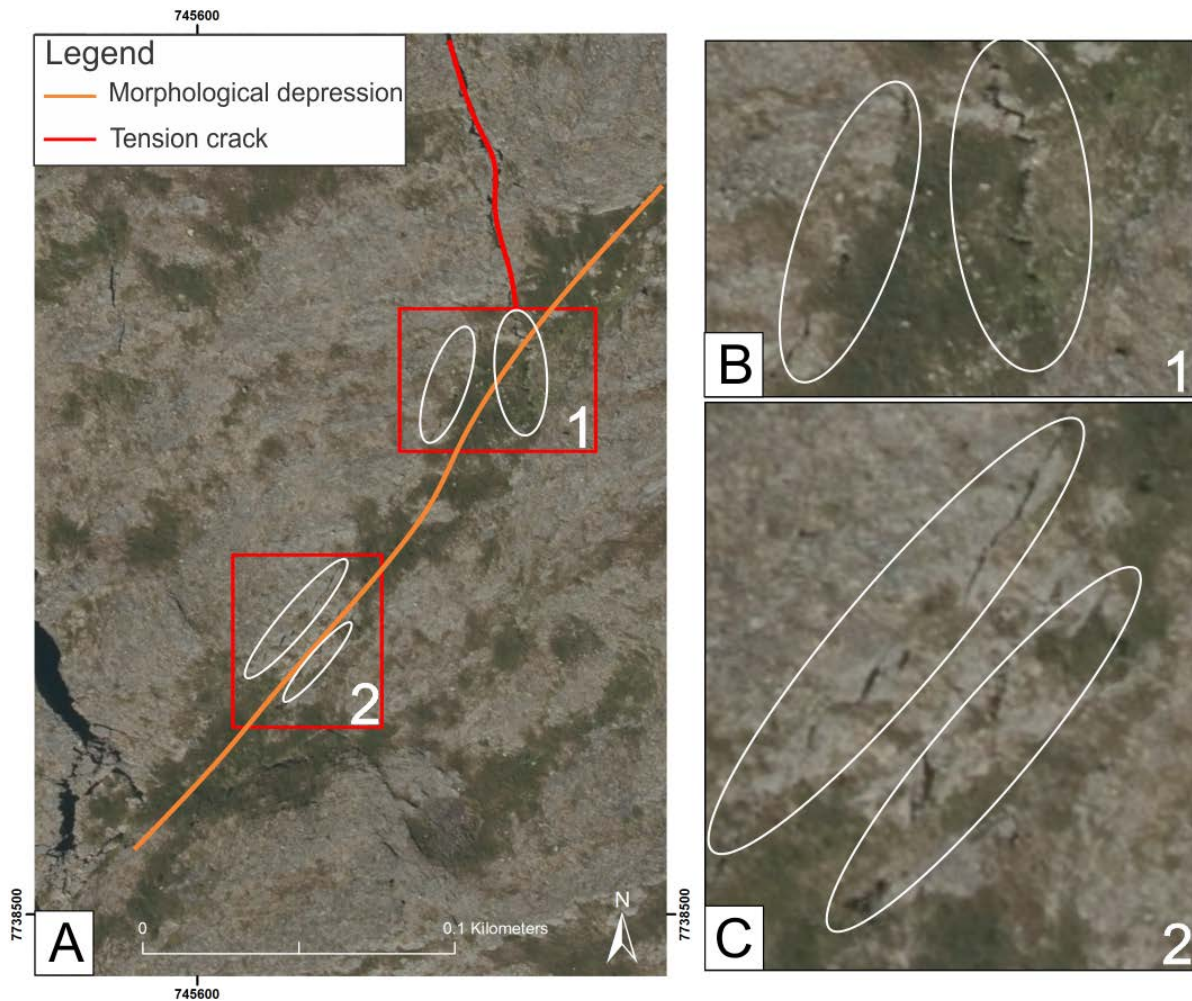 745600
Legend
Morphological depression
Tension crack
1
2
7738500
7738500
A
0
0.1 Kilometers
N
745600
B
1
C
2